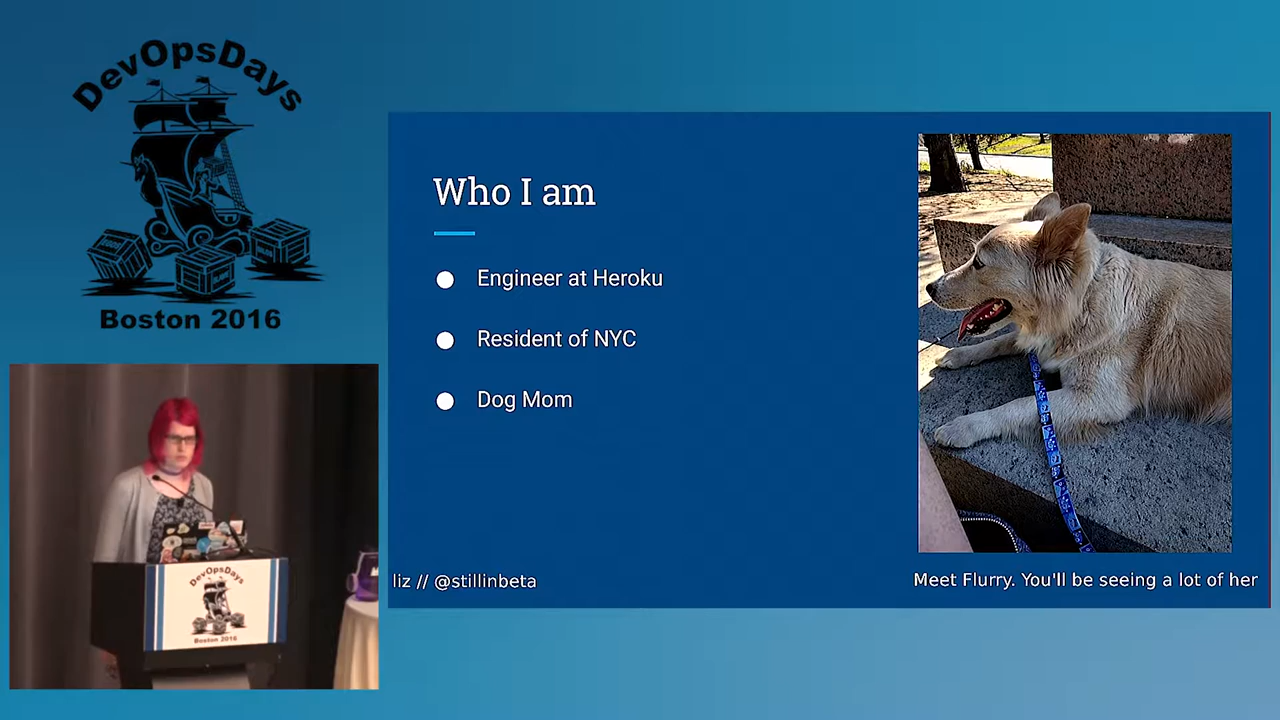 DevOpsDays
Boston 2016
Who I am
Engineer at Heroku
Resident of NYC
Dog Mom
liz // @stillinbeta
Meet Flurry. You'll be seeing a lot of her
DevOpsDays
Boston 2016